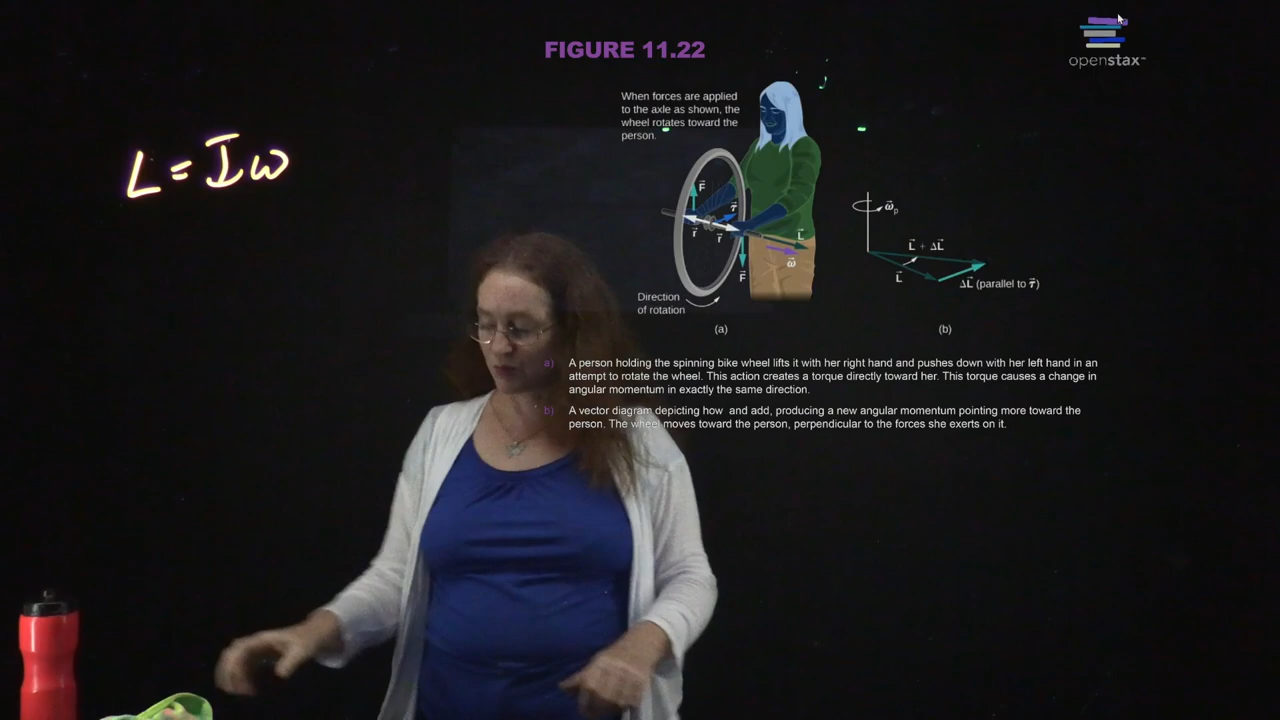 FIGURE 11.22
openstax™
When forces are applied
to the axle as shown, the
wheel rotates toward the
person.
L = Iω
F
τ
r
r
L
ω
F
Direction
of rotation
(a)
ω_p
L + ΔL
L
ΔL (parallel to τ)
(b)
a) A person holding the spinning bike wheel lifts it with her right hand and pushes down with her left hand in an
attempt to rotate the wheel. This action creates a torque directly toward her. This torque causes a change in
angular momentum in exactly the same direction.
b) A vector diagram depicting how and add, producing a new angular momentum pointing more toward the
person. The wheel moves toward the person, perpendicular to the forces she exerts on it.